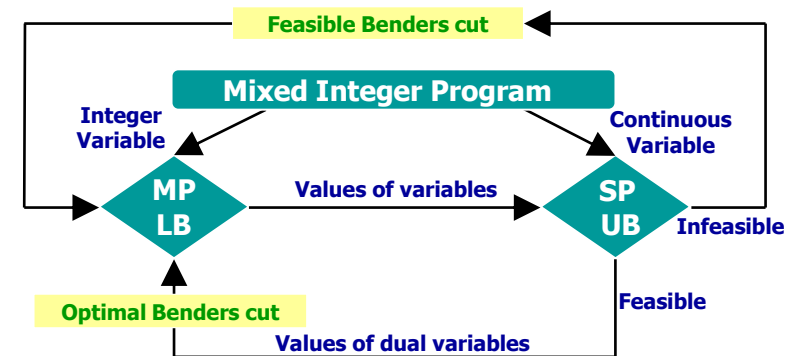 Feasible Benders cut
Mixed Integer Program
Integer
Variable
Continuous
Variable
MP
LB
Values of variables
SP
UB
Infeasible
Feasible
Optimal Benders cut
Values of dual variables